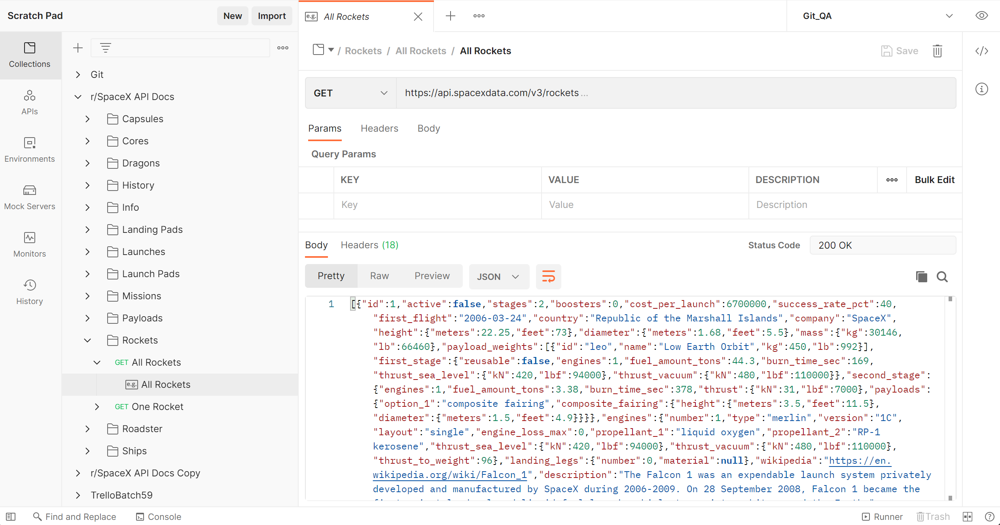 Scratch Pad
New
Import
e.g. All Rockets
Git_QA
Collections
APIs
Environments
Mock Servers
Monitors
History
Git
r/SpaceX API Docs
Capsules
Cores
Dragons
History
Info
Landing Pads
Launches
Launch Pads
Missions
Payloads
Rockets
GET All Rockets
e.g. All Rockets
GET One Rocket
Roadster
Ships
r/SpaceX API Docs Copy
TrelloBatch59
/ Rockets / All Rockets / All Rockets
Save
GET
https://api.spacexdata.com/v3/rockets ...
Params
Headers
Body
Query Params
KEY
VALUE
DESCRIPTION
Bulk Edit
Key
Value
Description
Body
Headers (18)
Status Code
200 OK
Pretty
Raw
Preview
JSON
1
[{"id":1,"active":false,"stages":2,"boosters":0,"cost_per_launch":6700000,"success_rate_pct":40,
"first_flight":"2006-03-24","country":"Republic of the Marshall Islands","company":"SpaceX",
"height":{"meters":22.25,"feet":73},"diameter":{"meters":1.68,"feet":5.5},"mass":{"kg":30146,
"lb":66460},"payload_weights":[{"id":"leo","name":"Low Earth Orbit","kg":450,"lb":992}],
"first_stage":{"reusable":false,"engines":1,"fuel_amount_tons":44.3,"burn_time_sec":169,
"thrust_sea_level":{"kN":420,"lbf":94000},"thrust_vacuum":{"kN":480,"lbf":110000}},"second_stage":
{"engines":1,"fuel_amount_tons":3.38,"burn_time_sec":378,"thrust":{"kN":31,"lbf":7000},"payloads":
{"option_1":"composite fairing","composite_fairing":{"height":{"meters":3.5,"feet":11.5},
"diameter":{"meters":1.5,"feet":4.9}}}},"engines":{"number":1,"type":"merlin","version":"1C",
"layout":"single","engine_loss_max":0,"propellant_1":"liquid oxygen","propellant_2":"RP-1
kerosene","thrust_sea_level":{"kN":420,"lbf":94000},"thrust_vacuum":{"kN":480,"lbf":110000},
"thrust_to_weight":96},"landing_legs":{"number":0,"material":null},"wikipedia":"https://en.
wikipedia.org/wiki/Falcon_1","description":"The Falcon 1 was an expendable launch system privately
developed and manufactured by SpaceX during 2006-2009. On 28 September 2008, Falcon 1 became the
Find and Replace
Console
Runner
Trash